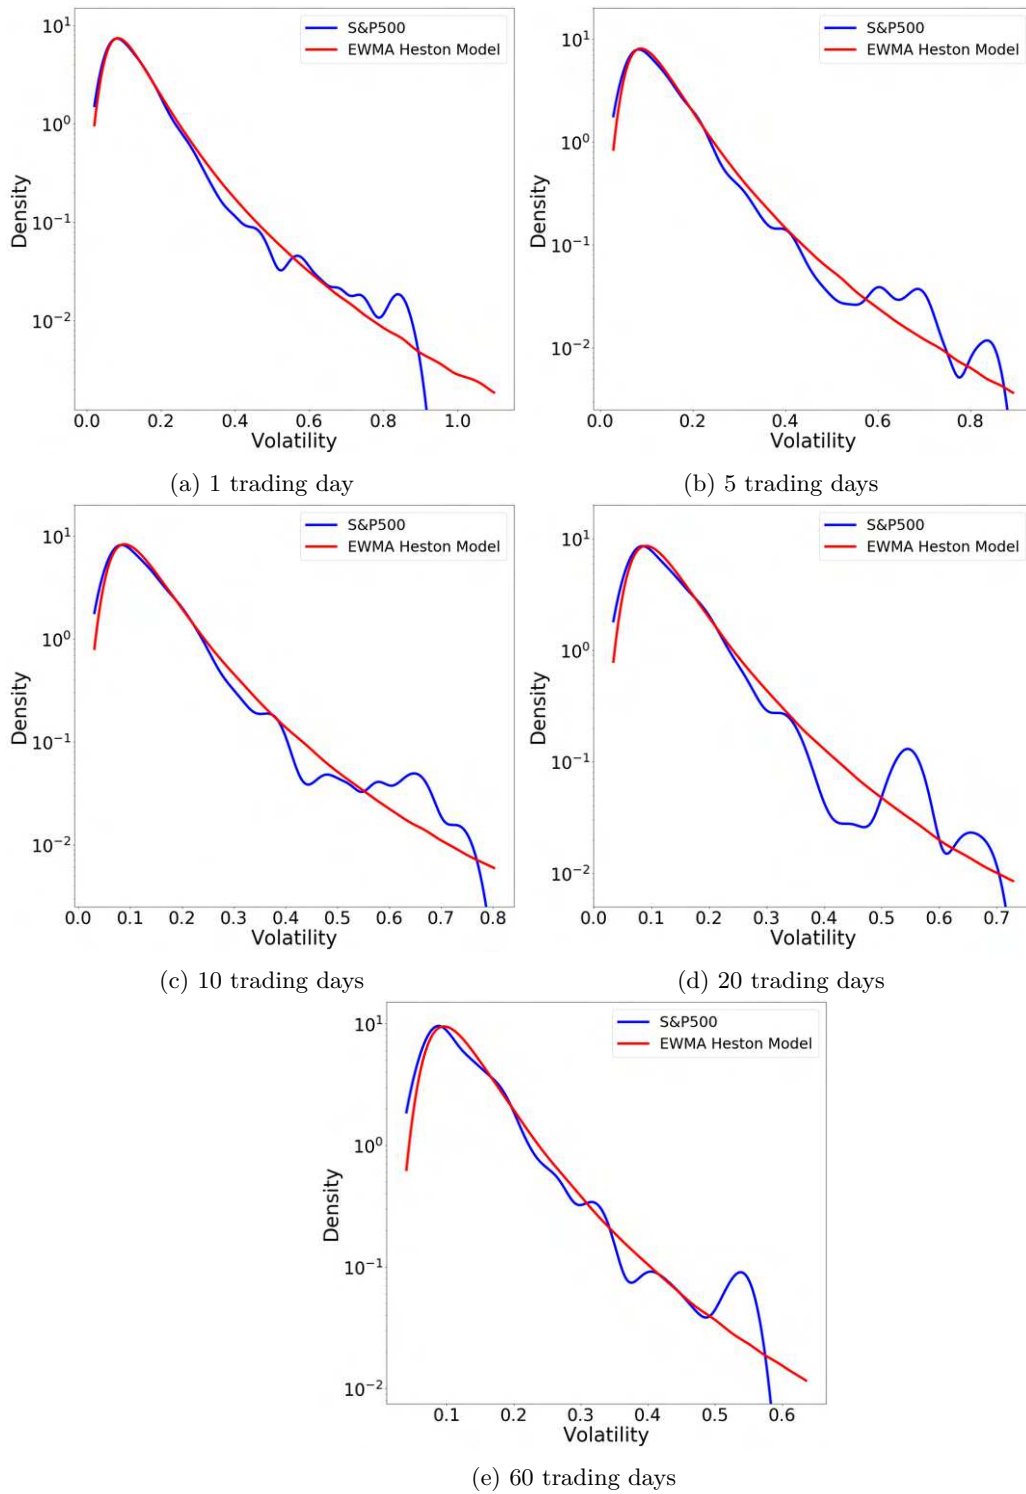 S&P500
EWMA Heston Model
10¹
10⁰
10⁻¹
10⁻²
Density
0.0 0.2 0.4 0.6 0.8 1.0
Volatility
(a) 1 trading day
S&P500
EWMA Heston Model
10¹
10⁰
10⁻¹
10⁻²
Density
0.0 0.2 0.4 0.6 0.8
Volatility
(b) 5 trading days
S&P500
EWMA Heston Model
10¹
10⁰
10⁻¹
10⁻²
Density
0.0 0.1 0.2 0.3 0.4 0.5 0.6 0.7 0.8
Volatility
(c) 10 trading days
S&P500
EWMA Heston Model
10¹
10⁰
10⁻¹
10⁻²
Density
0.0 0.1 0.2 0.3 0.4 0.5 0.6 0.7
Volatility
(d) 20 trading days
S&P500
EWMA Heston Model
10¹
10⁰
10⁻¹
10⁻²
Density
0.1 0.2 0.3 0.4 0.5 0.6
Volatility
(e) 60 trading days